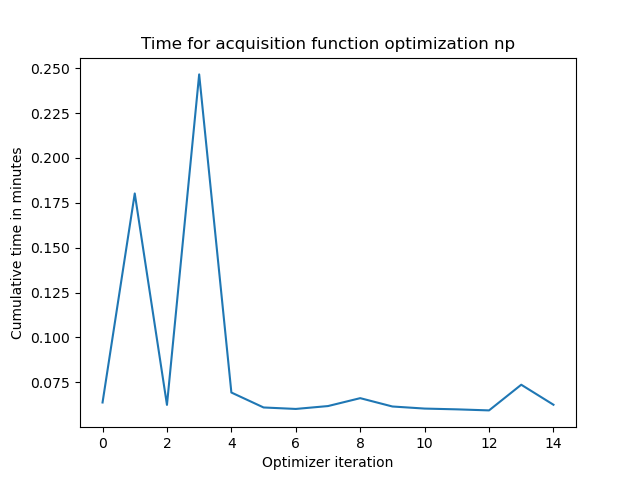 Time for acquisition function optimization np
Cumulative time in minutes
0.250
0.225
0.200
0.175
0.150
0.125
0.100
0.075
0 2 4 6 8 10 12 14
Optimizer iteration